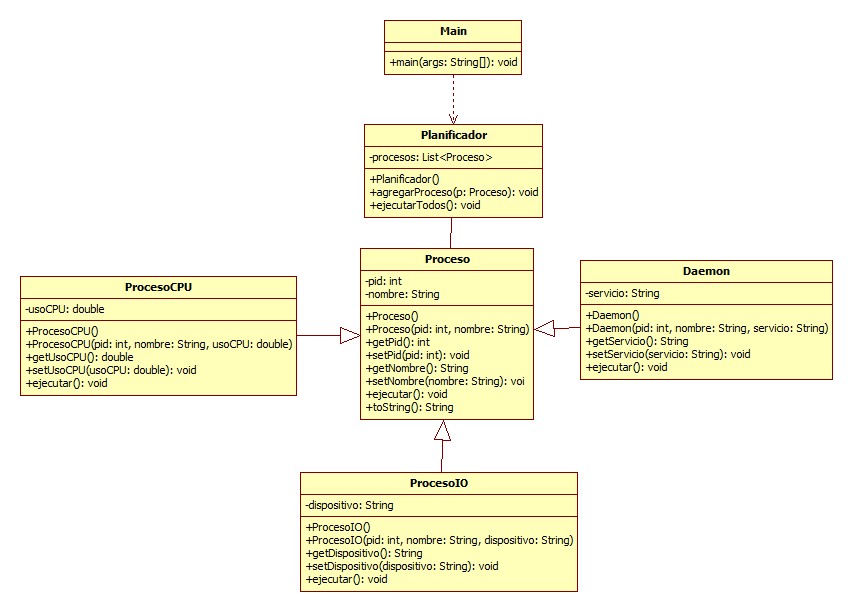 Main
+main(args: String[]): void
Planificador
-procesos: List<Proceso>
+Planificador()
+agregarProceso(p: Proceso): void
+ejecutarTodos(): void
Proceso
-pid: int
-nombre: String
+Proceso()
+Proceso(pid: int, nombre: String)
+getPid(): int
+setPid(pid: int): void
+getNombre(): String
+setNombre(nombre: String): voi
+ejecutar(): void
+toString(): String
ProcesoCPU
-usoCPU: double
+ProcesoCPU()
+ProcesoCPU(pid: int, nombre: String, usoCPU: double)
+getUsoCPU(): double
+setUsoCPU(usoCPU: double): void
+ejecutar(): void
Daemon
-servicio: String
+Daemon()
+Daemon(pid: int, nombre: String, servicio: String)
+getServicio(): String
+setServicio(servicio: String): void
+ejecutar(): void
ProcesoIO
-dispositivo: String
+ProcesoIO()
+ProcesoIO(pid: int, nombre: String, dispositivo: String)
+getDispositivo(): String
+setDispositivo(dispositivo: String): void
+ejecutar(): void